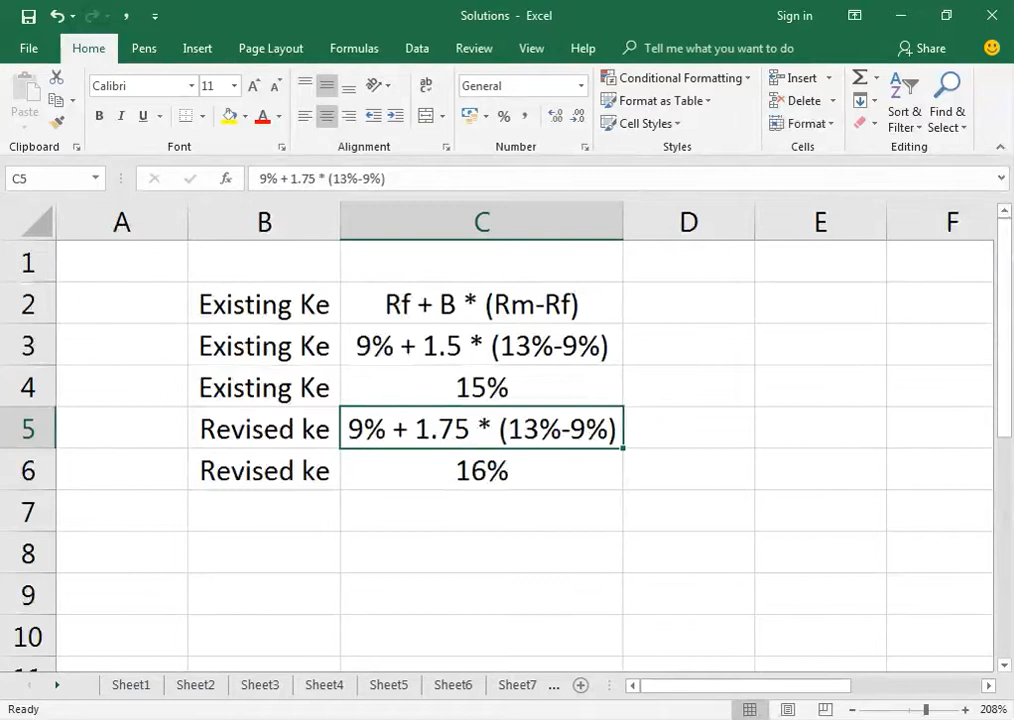 Solutions - Excel
Sign in
File Home Pens Insert Page Layout Formulas Data Review View Help Tell me what you want to do Share
Paste
Calibri 11
B I U A
General
% ,
Conditional Formatting
Format as Table
Cell Styles
Insert
Delete
Format
Sort & Filter
Find & Select
Clipboard Font Alignment Number Styles Cells Editing
C5 fx 9% + 1.75 * (13%-9%)
A B C D E F
1
2 Existing Ke Rf + B * (Rm-Rf)
3 Existing Ke 9% + 1.5 * (13%-9%)
4 Existing Ke 15%
5 Revised ke 9% + 1.75 * (13%-9%)
6 Revised ke 16%
7
8
9
10
11
Sheet1 Sheet2 Sheet3 Sheet4 Sheet5 Sheet6 Sheet7 ...
Ready 208%